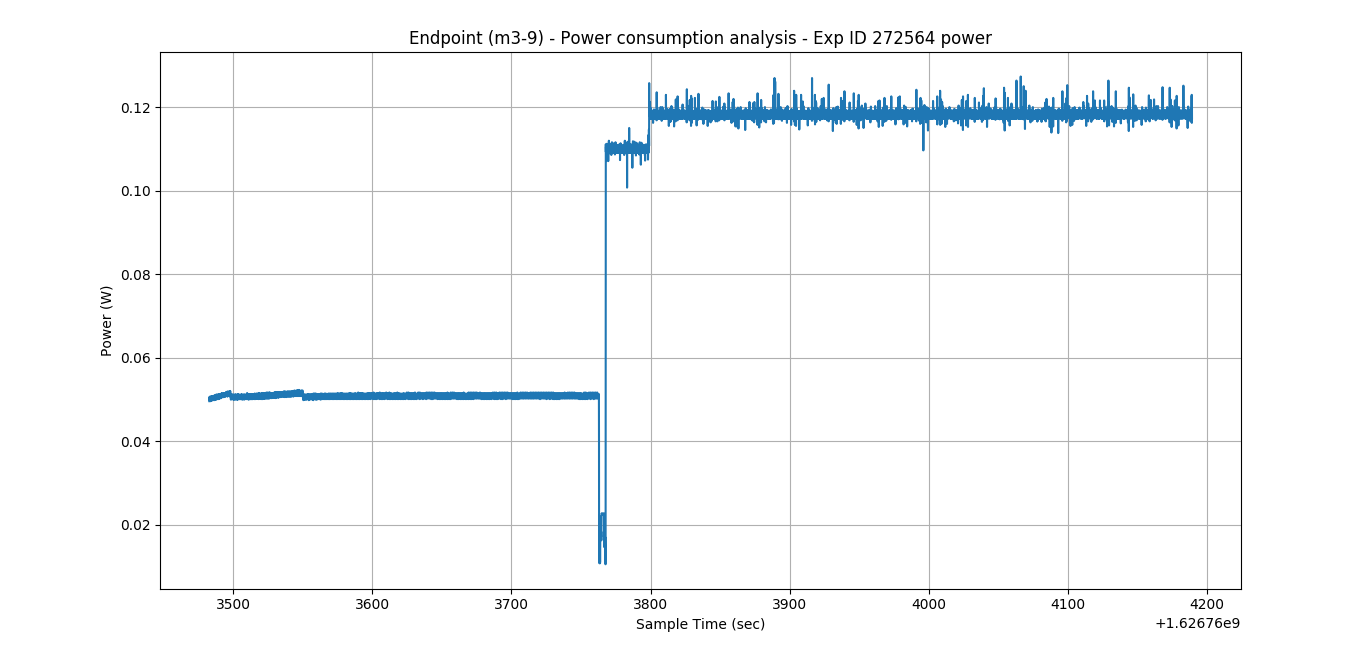 Endpoint (m3-9) - Power consumption analysis - Exp ID 272564 power
0.12
0.10
0.08
0.06
0.04
0.02
Power (W)
3500 3600 3700 3800 3900 4000 4100 4200
Sample Time (sec)
+1.62676e9